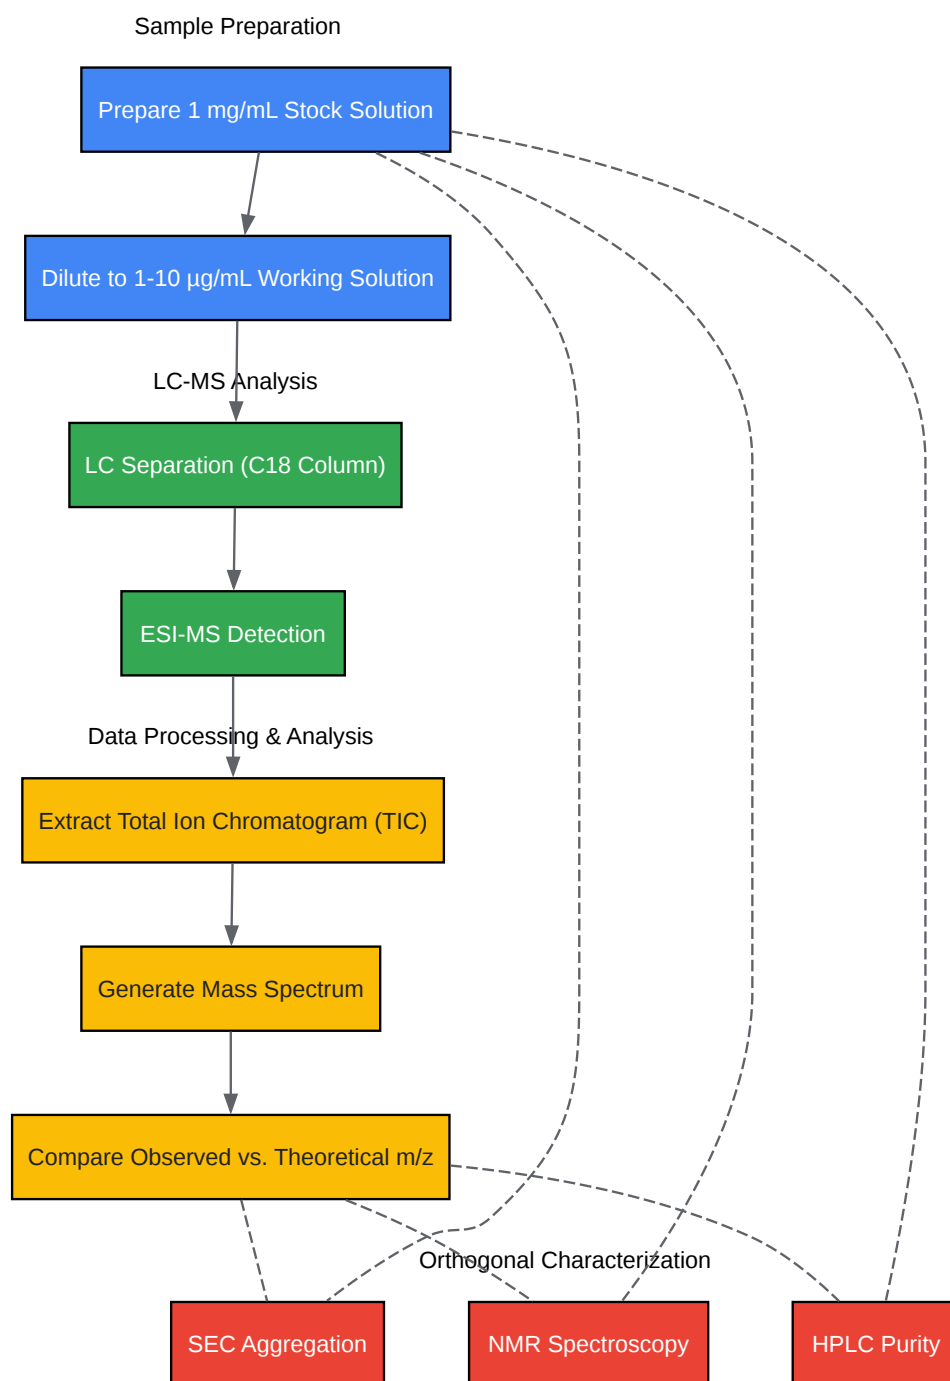 Sample Preparation
Prepare 1 mg/mL Stock Solution
Dilute to 1-10 µg/mL Working Solution
LC-MS Analysis
LC Separation (C18 Column)
ESI-MS Detection
Data Processing & Analysis
Extract Total Ion Chromatogram (TIC)
Generate Mass Spectrum
Compare Observed vs. Theoretical m/z
Orthogonal Characterization
SEC Aggregation
NMR Spectroscopy
HPLC Purity